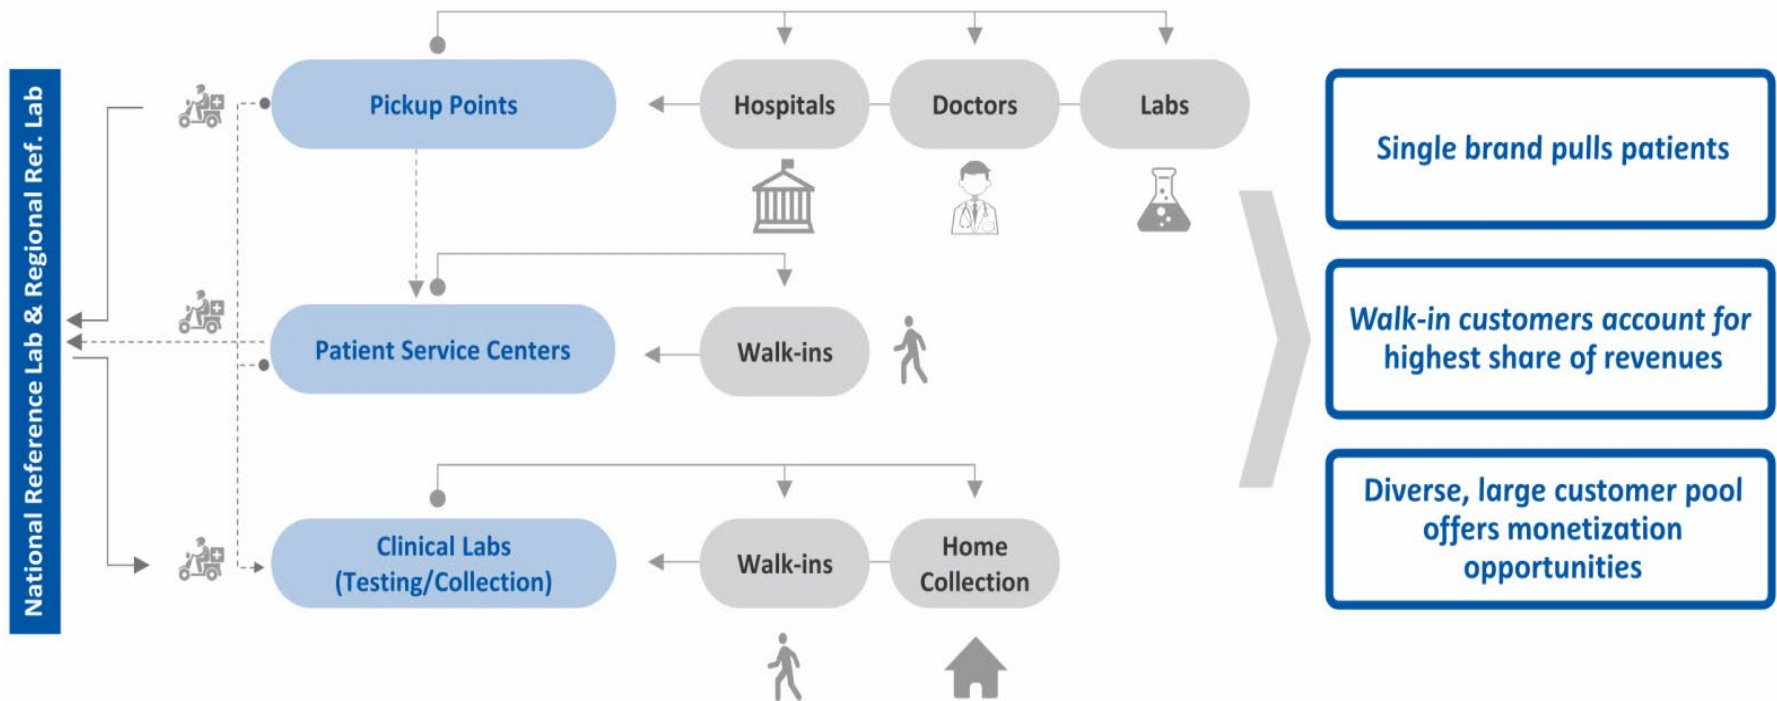 National Reference Lab & Regional Ref. Lab
Pickup Points
Hospitals
Doctors
Labs
Patient Service Centers
Walk-ins
Clinical Labs
(Testing/Collection)
Walk-ins
Home
Collection
Single brand pulls patients
Walk-in customers account for
highest share of revenues
Diverse, large customer pool
offers monetization
opportunities